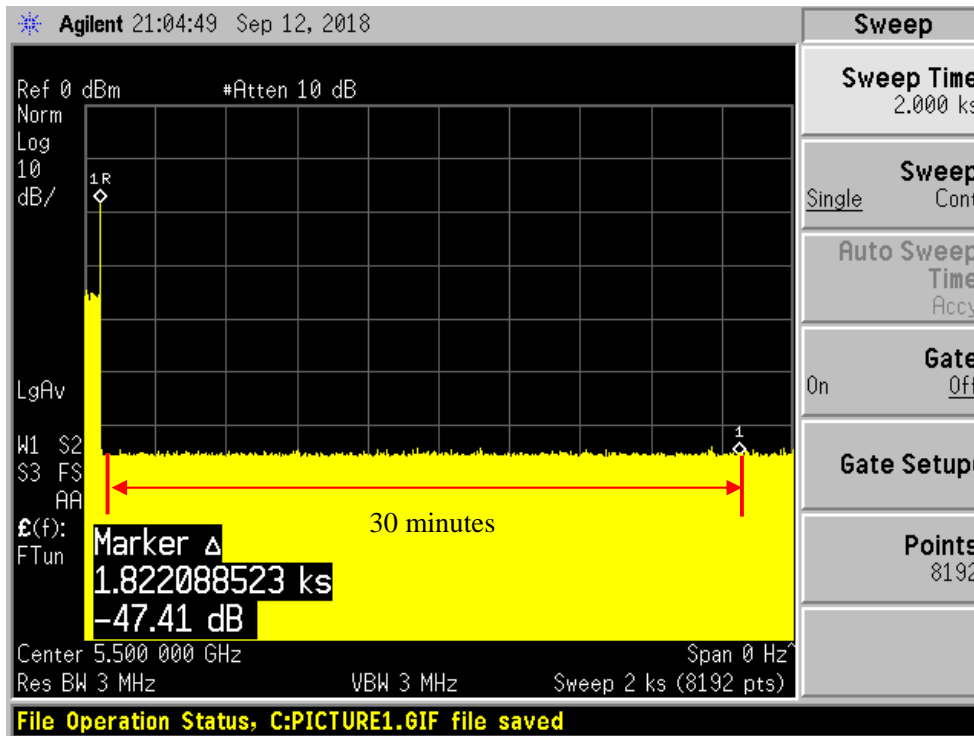 Agilent 21:04:49 Sep 12, 2018
Ref 0 dBm #Atten 10 dB
Norm
Log
10
dB/
1R
LgAv
1
W1 S2
S3 FS
AA
£(f):
FTun
30 minutes
Marker Δ
1.822088523 ks
-47.41 dB
Center 5.500 000 GHz Span 0 Hz^
Res BW 3 MHz VBW 3 MHz Sweep 2 ks (8192 pts)
File Operation Status, C:PICTURE1.GIF file saved
Sweep
Sweep Time
2.000 ks
Sweep
Single Cont
Auto Sweep
Time
Accy
Gate
On Off
Gate Setup
Points
8192